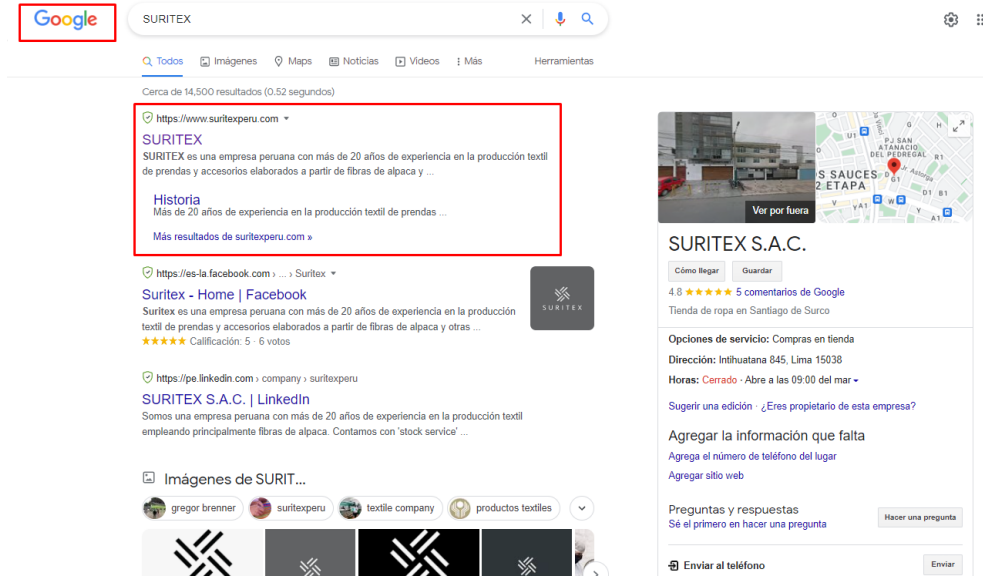 Google
SURITEX
Todos Imágenes Maps Noticias Videos Más Herramientas
Cerca de 14,500 resultados (0.52 segundos)
https://www.suritexperu.com
SURITEX
SURITEX es una empresa peruana con más de 20 años de experiencia en la producción textil
de prendas y accesorios elaborados a partir de fibras de alpaca y ...
Historia
Más de 20 años de experiencia en la producción textil de prendas ...
Más resultados de suritexperu.com »
https://es-la.facebook.com › ... › Suritex
Suritex - Home | Facebook
Suritex es una empresa peruana con más de 20 años de experiencia en la producción
textil de prendas y accesorios elaborados a partir de fibras de alpaca y otras ...
★★★★★ Calificación: 5 · 6 votos
SURITEX
https://pe.linkedin.com › company › suritexperu
SURITEX S.A.C. | LinkedIn
Somos una empresa peruana con más de 20 años de experiencia en la producción textil
empleando principalmente fibras de alpaca. Contamos con 'stock service' ...
Imágenes de SURIT...
gregor brenner suritexperu textile company productos textiles
Ver por fuera
PJ SAN
ATANACIO
DEL PEDREGAL
S SAUCES
2 ETAPA
Jr Astorga
SURITEX S.A.C.
Cómo llegar Guardar
4.8 ★★★★★ 5 comentarios de Google
Tienda de ropa en Santiago de Surco
Opciones de servicio: Compras en tienda
Dirección: Intihuatana 845, Lima 15038
Horas: Cerrado · Abre a las 09:00 del mar
Sugerir una edición · ¿Eres propietario de esta empresa?
Agregar la información que falta
Agrega el número de teléfono del lugar
Agregar sitio web
Preguntas y respuestas
Sé el primero en hacer una pregunta
Hacer una pregunta
Enviar al teléfono
Enviar